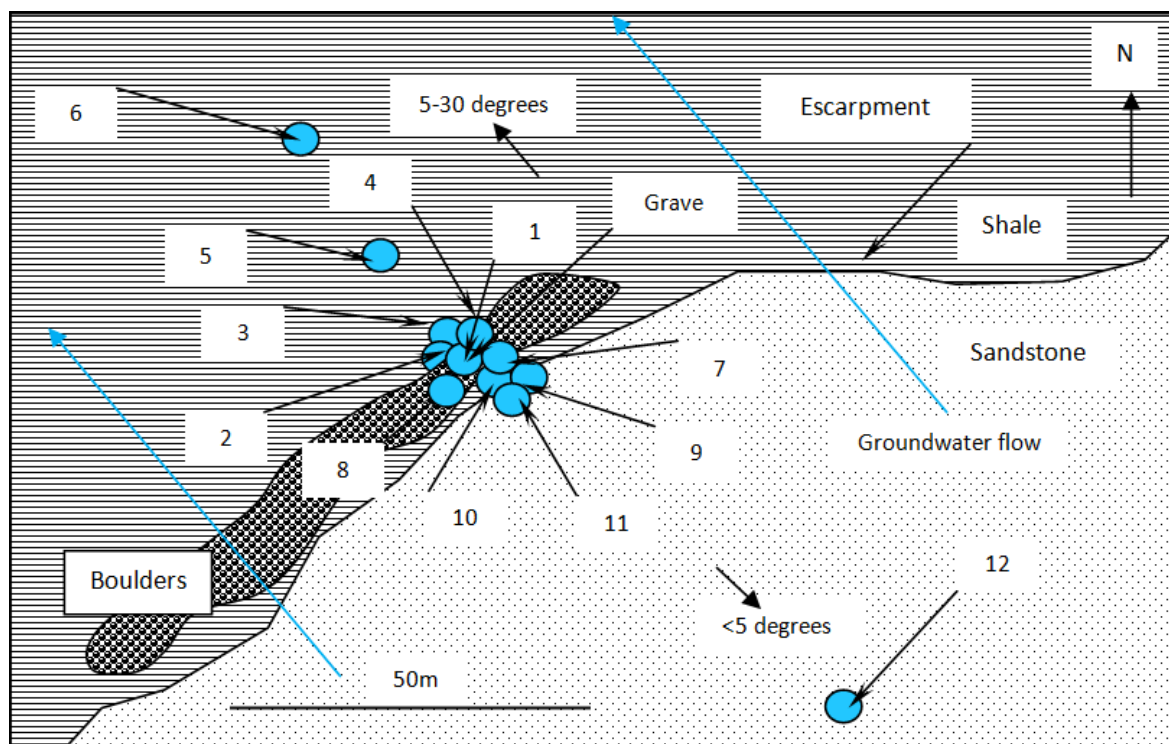 N
6
5-30 degrees
Escarpment
4
Grave
1
Shale
5
3
Sandstone
7
2
Groundwater flow
9
8
10
11
12
Boulders
<5 degrees
50m